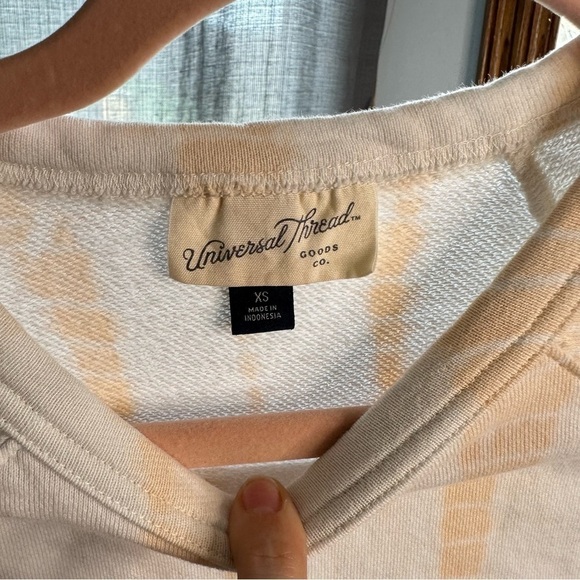 Universal Thread™
GOODS
CO.
XS
MADE IN
INDONESIA